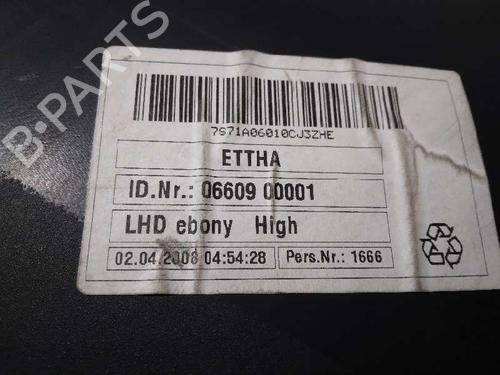 B-PARTS
7S71A06010CJ3ZHE
ETTHA
ID.Nr.: 06609 00001
LHD ebony High
02.04.2008 04:54:28 Pers.Nr.: 1666